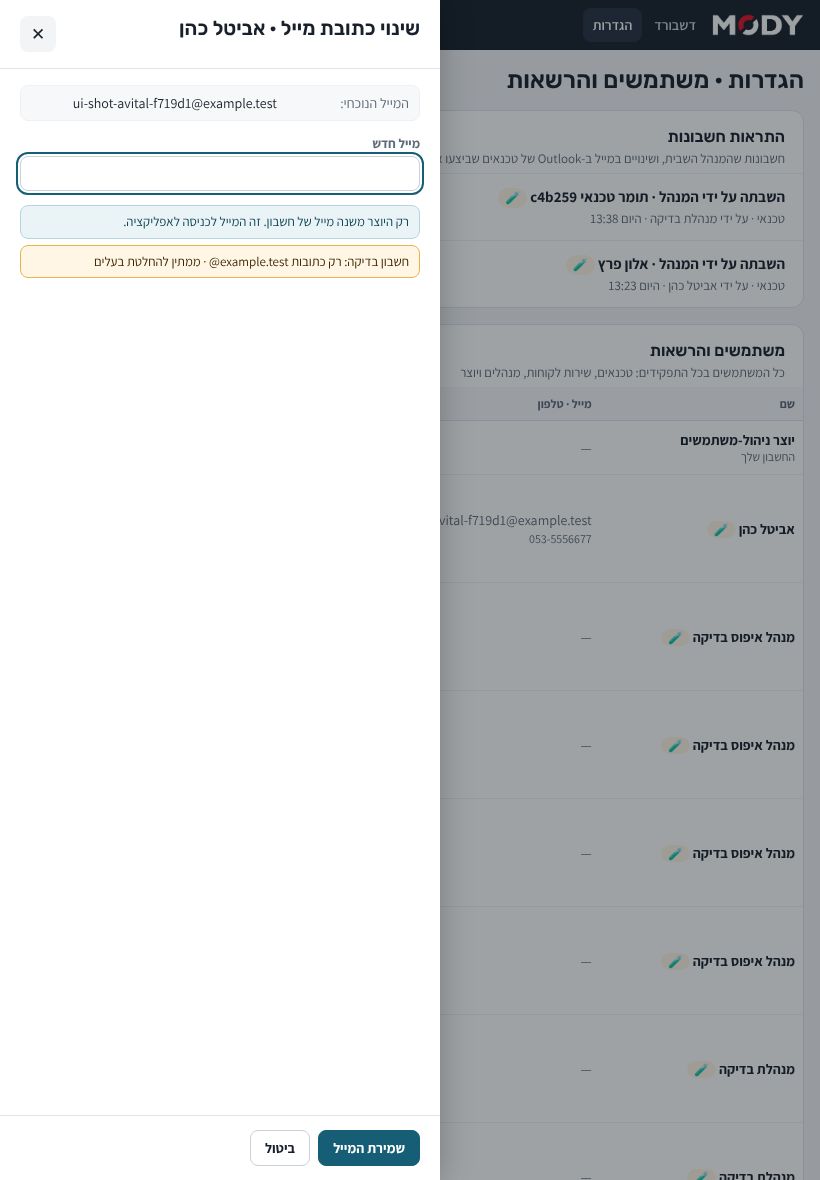 MODY
דשבורד
הגדרות
הגדרות • משתמשים והרשאות
התראות חשבונות
חשבונות שהמנהל השבית, ושינויים במייל ב-Outlook של טכנאים שביצעו
השבתה על ידי המנהל · תומר טכנאי c4b259
טכנאי · על ידי מנהלת בדיקה · היום 13:38
השבתה על ידי המנהל · אלון פרץ
טכנאי · על ידי אביטל כהן · היום 13:23
משתמשים והרשאות
כל המשתמשים בכל התפקידים: טכנאים, שירות לקוחות, מנהלים ויוצר
שם
מייל · טלפון
יוצר ניהול-משתמשים
—
החשבון שלך
אביטל כהן
vital-f719d1@example.test
053-5556677
מנהל איפוס בדיקה
—
מנהל איפוס בדיקה
—
מנהל איפוס בדיקה
—
מנהל איפוס בדיקה
—
מנהלת בדיקה
—
מנהלת בדיקה
—
שינוי כתובת מייל • אביטל כהן
✕
המייל הנוכחי: ui-shot-avital-f719d1@example.test
מייל חדש
רק היוצר משנה מייל של חשבון. זה המייל לכניסה לאפליקציה.
חשבון בדיקה: רק כתובות @example.test · ממתין להחלטת בעלים
שמירת המייל
ביטול